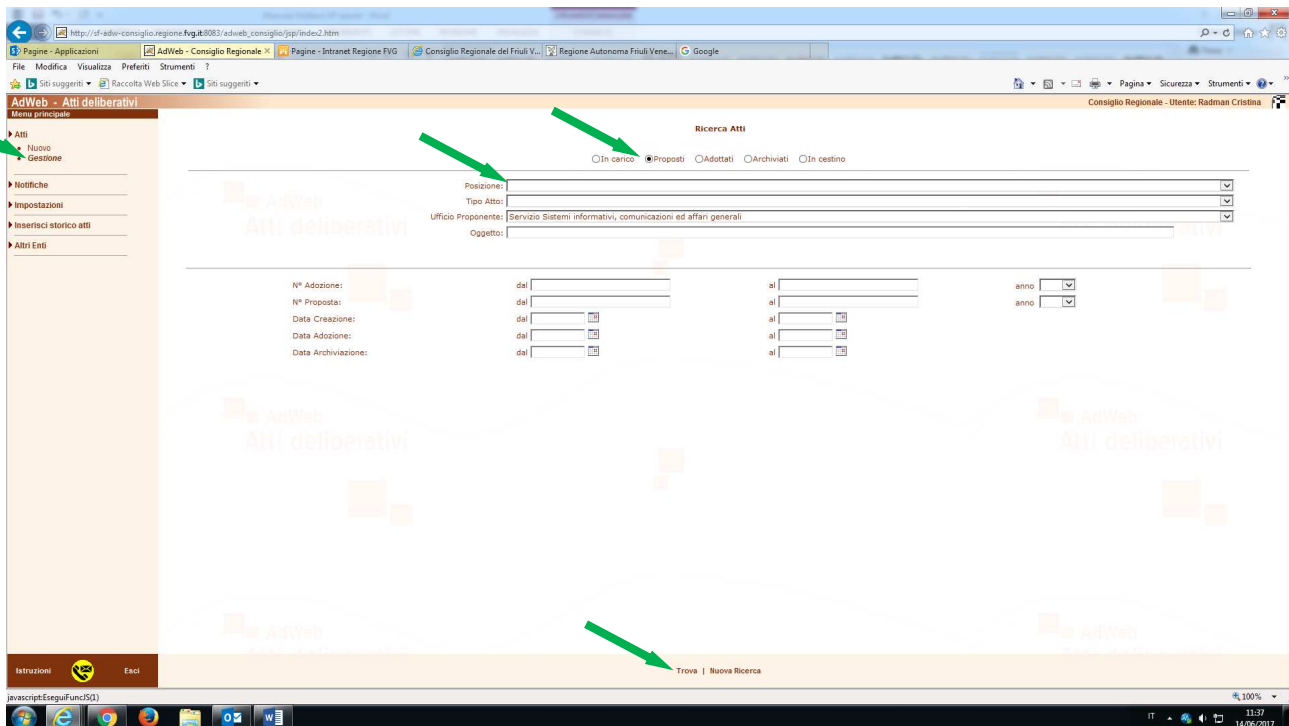 http://sf-adw-consiglio.regione.fvg.it:8083/adweb_consiglio/jsp/index2.htm
Pagine - Applicazioni AdWeb - Consiglio Regionale Pagine - Intranet Regione FVG Consiglio Regionale del Friuli V... Regione Autonoma Friuli Vene... Google
File Modifica Visualizza Preferiti Strumenti ?
Siti suggeriti Raccolta Web Slice Siti suggeriti Pagina Sicurezza Strumenti
AdWeb - Atti deliberativi Consiglio Regionale - Utente: Radman Cristina
Menu principale
Ricerca Atti
Atti
Nuovo
Gestione
In carico Proposti Adottati Archiviati In cestino
Notifiche
Impostazioni
Inserisci storico atti
Altri Enti
Posizione:
Tipo Atto:
Ufficio Proponente: Servizio Sistemi informativi, comunicazioni ed affari generali
Oggetto:
N° Adozione: dal al anno
N° Proposta: dal al anno
Data Creazione: dal al
Data Adozione: dal al
Data Archiviazione: dal al
AdWeb AdWeb
Atti deliberativi Atti deliberativi
AdWeb AdWeb
Istruzioni Esci Trova | Nuova Ricerca
javascript:EseguiFuncJS(1) 100%
IT 11:37
14/06/2017